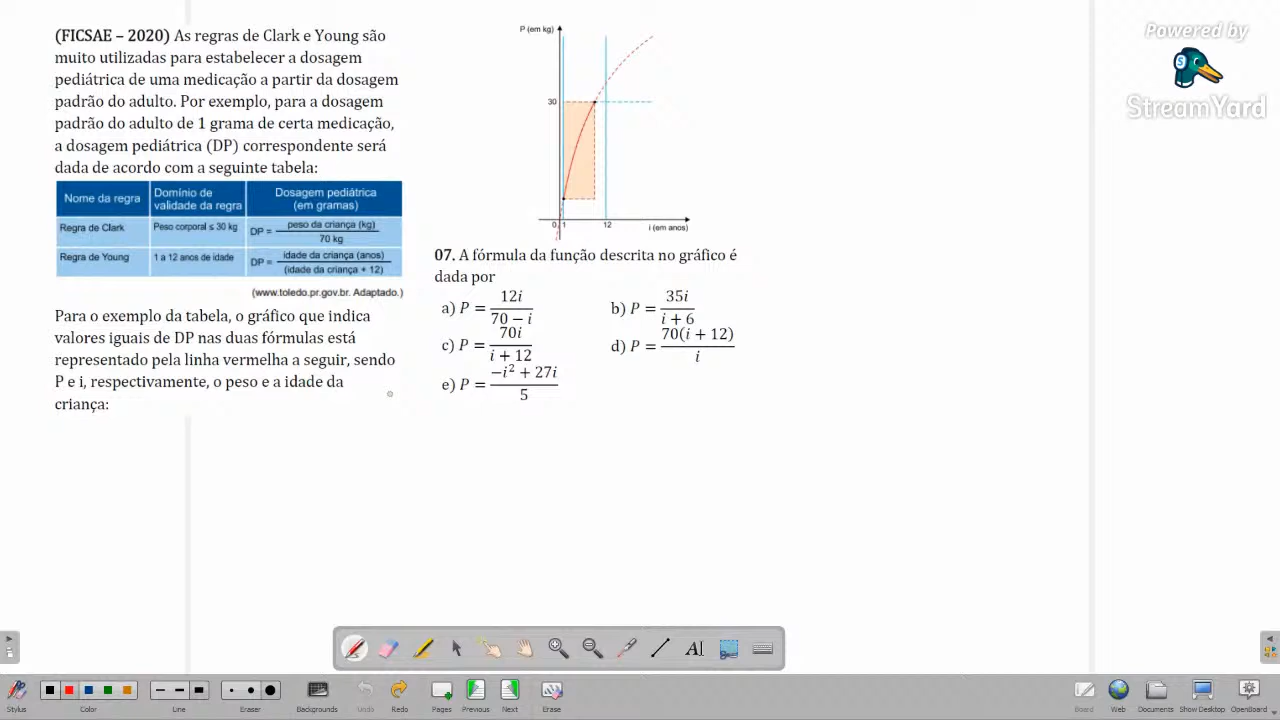 (FICSAE – 2020) As regras de Clark e Young são
muito utilizadas para estabelecer a dosagem
pediátrica de uma medicação a partir da dosagem
padrão do adulto. Por exemplo, para a dosagem
padrão do adulto de 1 grama de certa medicação,
a dosagem pediátrica (DP) correspondente será
dada de acordo com a seguinte tabela:
Nome da regra
Domínio de
validade da regra
Dosagem pediátrica
(em gramas)
Regra de Clark
Peso corporal ≤ 30 kg
DP = peso da criança (kg)
70 kg
Regra de Young
1 a 12 anos de idade
DP = idade da criança (anos)
(idade da criança + 12)
(www.toledo.pr.gov.br. Adaptado.)
Para o exemplo da tabela, o gráfico que indica
valores iguais de DP nas duas fórmulas está
representado pela linha vermelha a seguir, sendo
P e i, respectivamente, o peso e a idade da
criança:
P (em kg)
30
0 1
12
i (em anos)
07. A fórmula da função descrita no gráfico é
dada por
a) P = 12i
70 − i
b) P = 35i
i + 6
c) P = 70i
i + 12
d) P = 70(i + 12)
i
e) P = −i² + 27i
5
Powered by
StreamYard
Stylus
Color
Line
Eraser
Backgrounds
Undo
Redo
Pages
Previous
Next
Erase
Board
Web
Documents
Show Desktop
OpenBoard